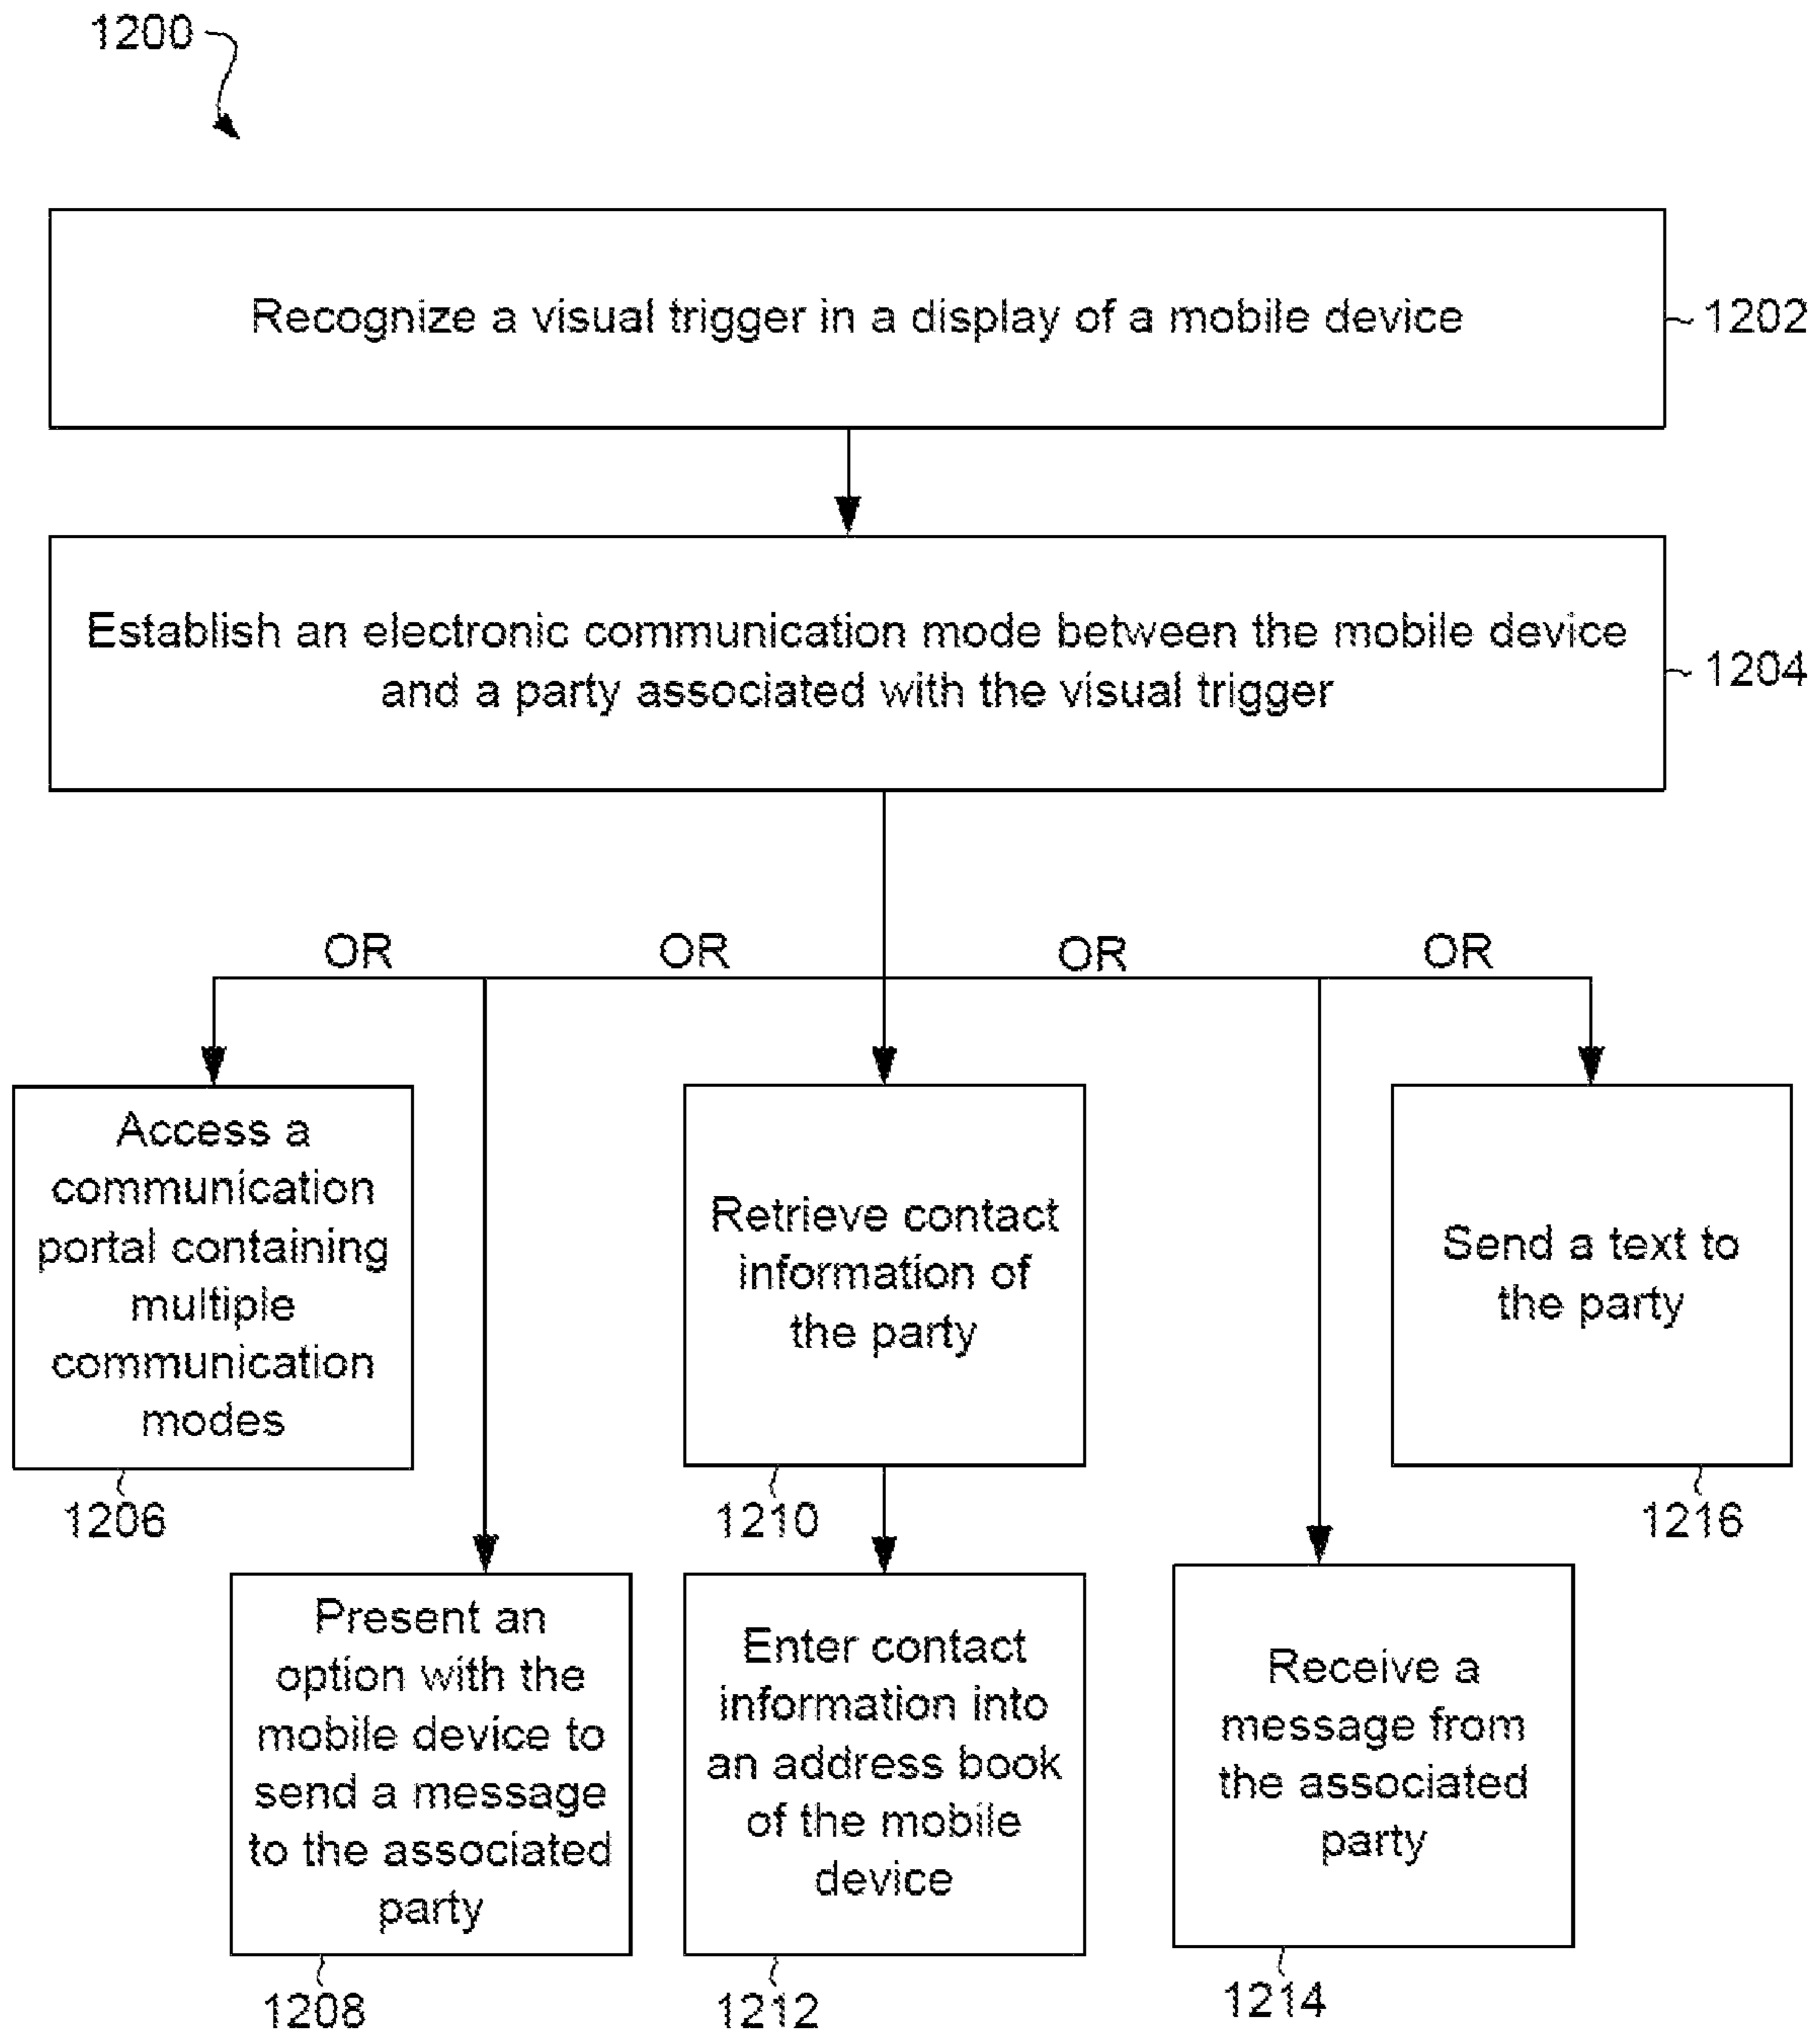 1200
Recognize a visual trigger in a display of a mobile device
1202
Establish an electronic communication mode between the mobile device
and a party associated with the visual trigger
1204
OR
OR
OR
OR
Access a
communication
portal containing
multiple
communication
modes
1206
Retrieve contact
information of
the party
1210
Send a text to
the party
1216
Present an
option with the
mobile device to
send a message
to the associated
party
1208
Enter contact
information into
an address book
of the mobile
device
1212
Receive a
message from
the associated
party
1214